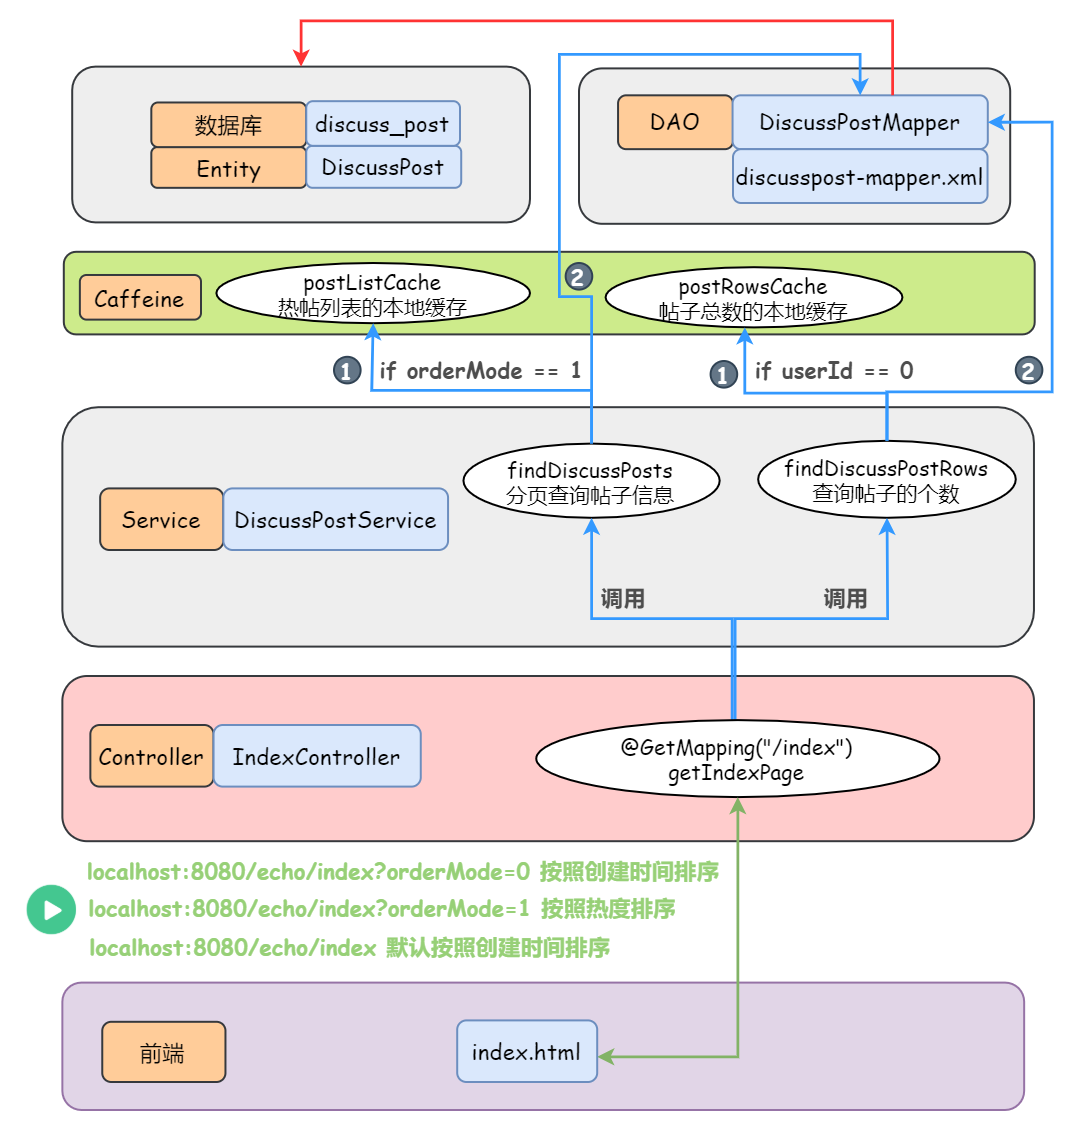 数据库
discuss_post
Entity
DiscussPost
DAO
DiscussPostMapper
discusspost-mapper.xml
Caffeine
postListCache
热帖列表的本地缓存
2
postRowsCache
帖子总数的本地缓存
1
if orderMode == 1
1
if userId == 0
2
Service
DiscussPostService
findDiscussPosts
分页查询帖子信息
findDiscussPostRows
查询帖子的个数
调用
调用
Controller
IndexController
@GetMapping("/index")
getIndexPage
localhost:8080/echo/index?orderMode=0 按照创建时间排序
localhost:8080/echo/index?orderMode=1 按照热度排序
localhost:8080/echo/index 默认按照创建时间排序
前端
index.html